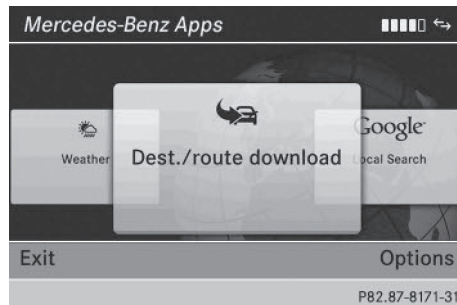 Mercedes-Benz Apps
Weather
Dest./route download
Google
Local Search
Exit
Options
P82.87-8171-31